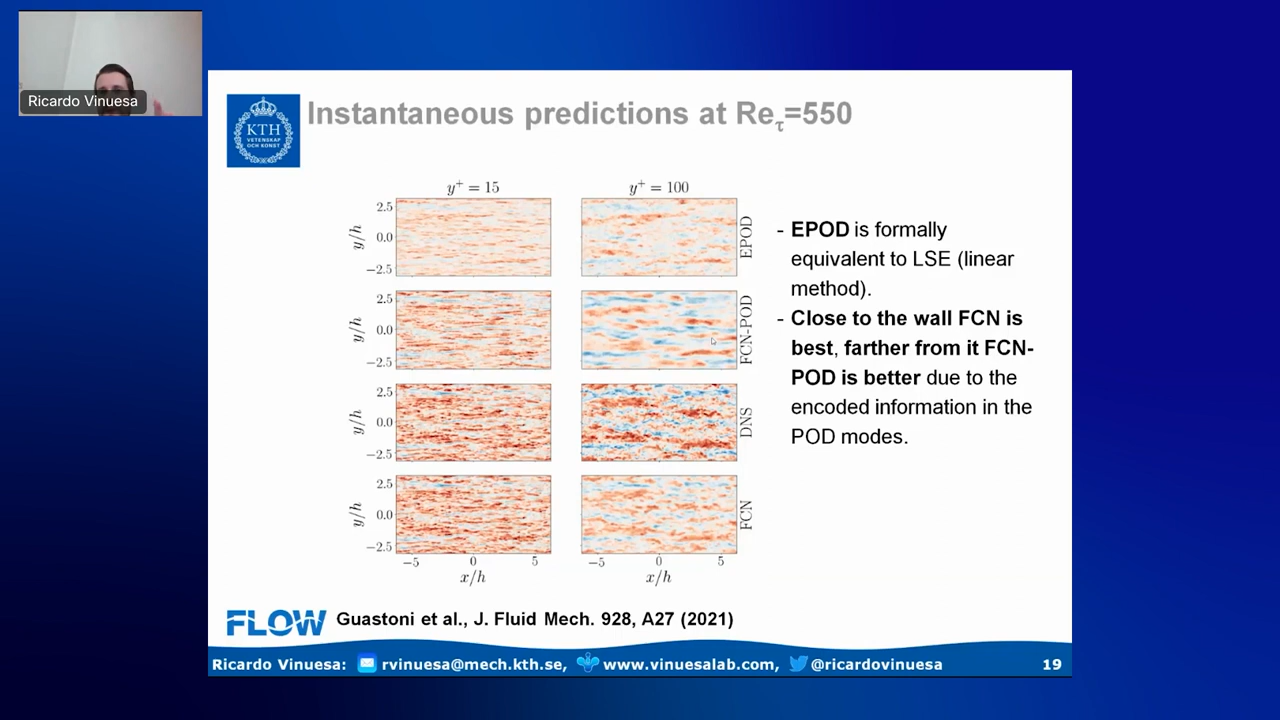 Ricardo Vinuesa
KTH
VETENSKAP
OCH KONST
Instantaneous predictions at Reτ=550
y⁺ = 15
y⁺ = 100
2.5
0.0
−2.5
y/h
EPOD
2.5
0.0
−2.5
y/h
FCN-POD
2.5
0.0
−2.5
y/h
DNS
2.5
0.0
−2.5
y/h
FCN
−5 0 5
−5 0 5
x/h
x/h
- EPOD is formally
equivalent to LSE (linear
method).
- Close to the wall FCN is
best, farther from it FCN-
POD is better due to the
encoded information in the
POD modes.
FLOW
Guastoni et al., J. Fluid Mech. 928, A27 (2021)
Ricardo Vinuesa: rvinuesa@mech.kth.se, www.vinuesalab.com, @ricardovinuesa 19